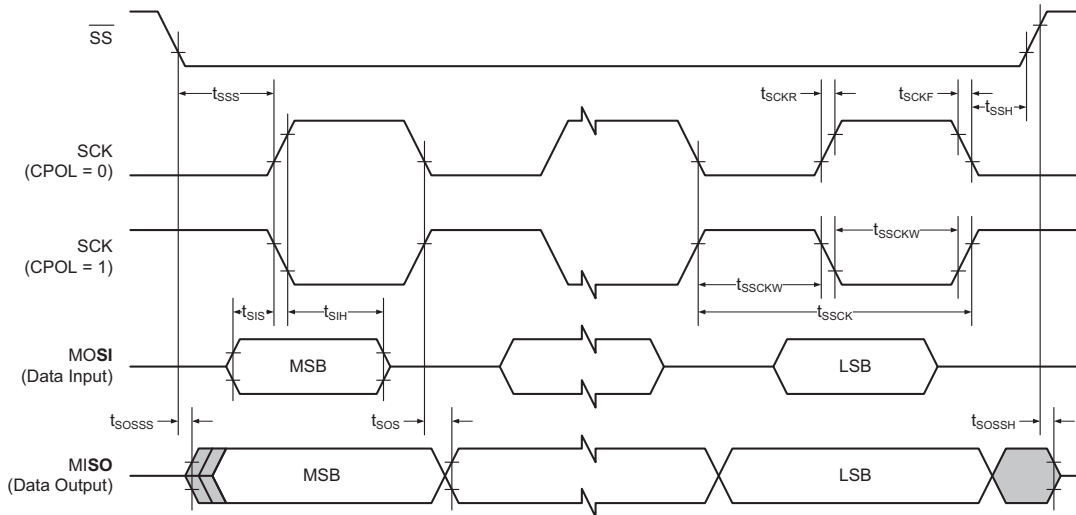 SS
tSSS
tSCKR
tSCKF
tSSH
SCK
(CPOL = 0)
SCK
(CPOL = 1)
tSSCKW
tSSCKW
tSSCK
tSIS
tSIH
MOSI
(Data Input)
MSB
LSB
tSOSSS
tSOS
tSOSSH
MISO
(Data Output)
MSB
LSB